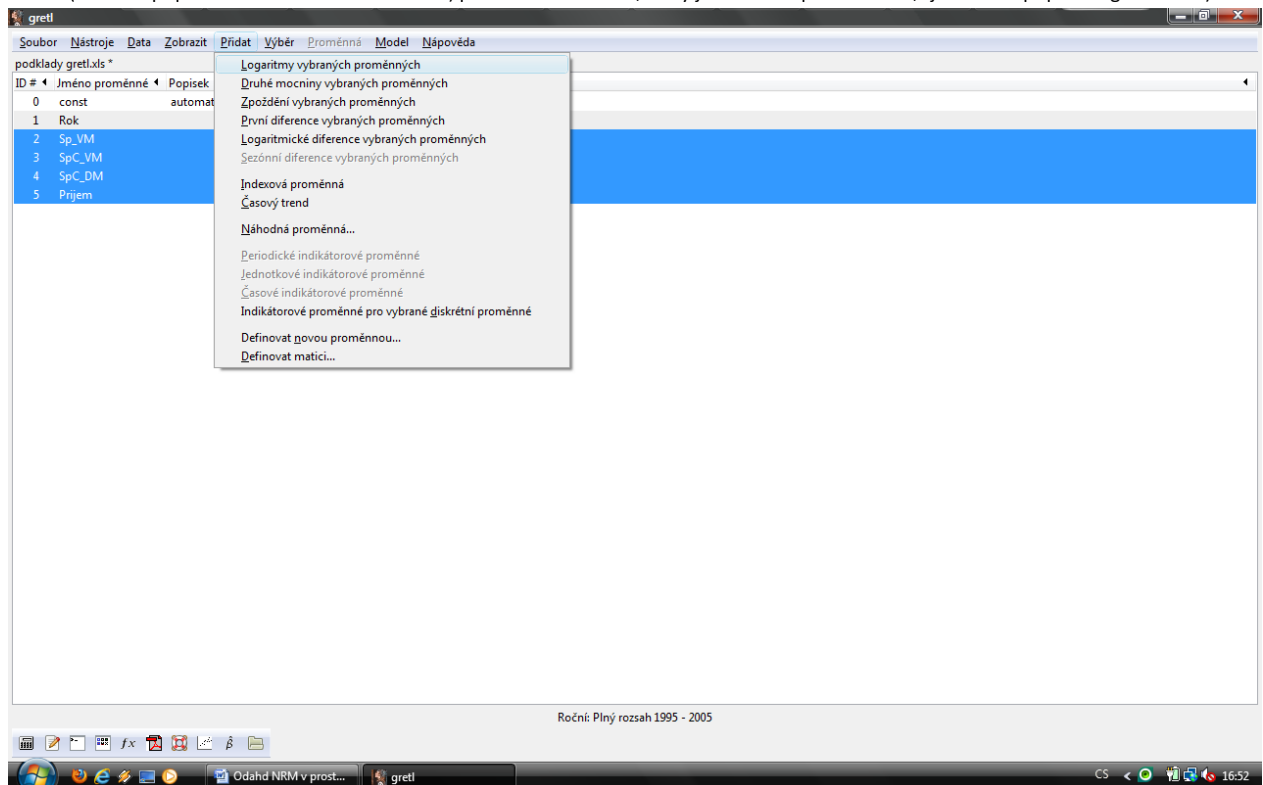 gretl
Soubor Nástroje Data Zobrazit Přidat Výběr Proměnná Model Nápověda
podklady gretl.xls *
ID # Jméno proměnné Popisek
0 const automat
1 Rok
2 Sp_VM
3 SpC_VM
4 SpC_DM
5 Prijem
Logaritmy vybraných proměnných
Druhé mocniny vybraných proměnných
Zpoždění vybraných proměnných
První diference vybraných proměnných
Logaritmické diference vybraných proměnných
Sezónní diference vybraných proměnných
Indexová proměnná
Časový trend
Náhodná proměnná...
Periodické indikátorové proměnné
Jednotkové indikátorové proměnné
Časové indikátorové proměnné
Indikátorové proměnné pro vybrané diskrétní proměnné
Definovat novou proměnnou...
Definovat matici...
Roční: Plný rozsah 1995 - 2005
fx β̂
Odahd NRM v prost... gretl CS 16:52